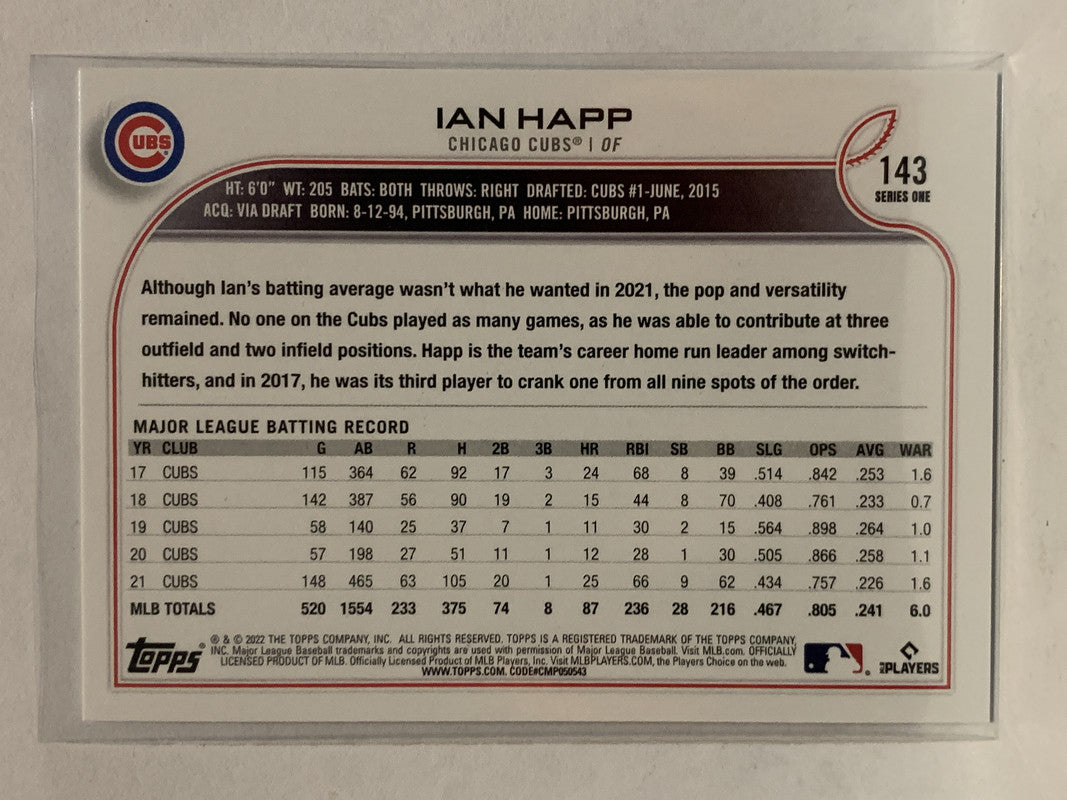 CUBS
IAN HAPP
CHICAGO CUBS® | OF
143
SERIES ONE
HT: 6'0" WT: 205 BATS: BOTH THROWS: RIGHT DRAFTED: CUBS #1-JUNE, 2015
ACQ: VIA DRAFT BORN: 8-12-94, PITTSBURGH, PA HOME: PITTSBURGH, PA
Although Ian's batting average wasn't what he wanted in 2021, the pop and versatility
remained. No one on the Cubs played as many games, as he was able to contribute at three
outfield and two infield positions. Happ is the team's career home run leader among switch-
hitters, and in 2017, he was its third player to crank one from all nine spots of the order.
MAJOR LEAGUE BATTING RECORD
YR CLUB G AB R H 2B 3B HR RBI SB BB SLG OPS AVG WAR
17 CUBS 115 364 62 92 17 3 24 68 8 39 .514 .842 .253 1.6
18 CUBS 142 387 56 90 19 2 15 44 8 70 .408 .761 .233 0.7
19 CUBS 58 140 25 37 7 1 11 30 2 15 .564 .898 .264 1.0
20 CUBS 57 198 27 51 11 1 12 28 1 30 .505 .866 .258 1.1
21 CUBS 148 465 63 105 20 1 25 66 9 62 .434 .757 .226 1.6
MLB TOTALS 520 1554 233 375 74 8 87 236 28 216 .467 .805 .241 6.0
topps
® & © 2022 THE TOPPS COMPANY, INC. ALL RIGHTS RESERVED. TOPPS IS A REGISTERED TRADEMARK OF THE TOPPS COMPANY,
INC. Major League Baseball trademarks and copyrights are used with permission of Major League Baseball. Visit MLB.com. OFFICIALLY
LICENSED PRODUCT OF MLB. Officially Licensed Product of MLB Players, Inc. Visit MLBPLAYERS.COM, the Players Choice on the web.
WWW.TOPPS.COM. CODE#CMP050543
MLBPLAYERS